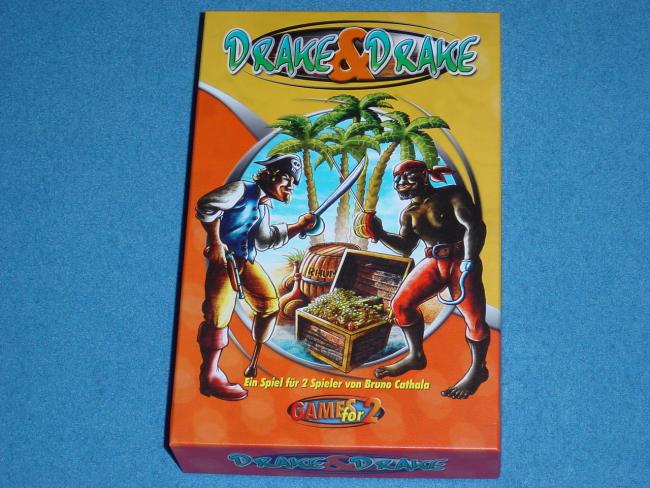 DRAKE & DRAKE
RHUM
Ein Spiel für 2 Spieler von Bruno Cathala
GAMES for 2
DRAKE & DRAKE